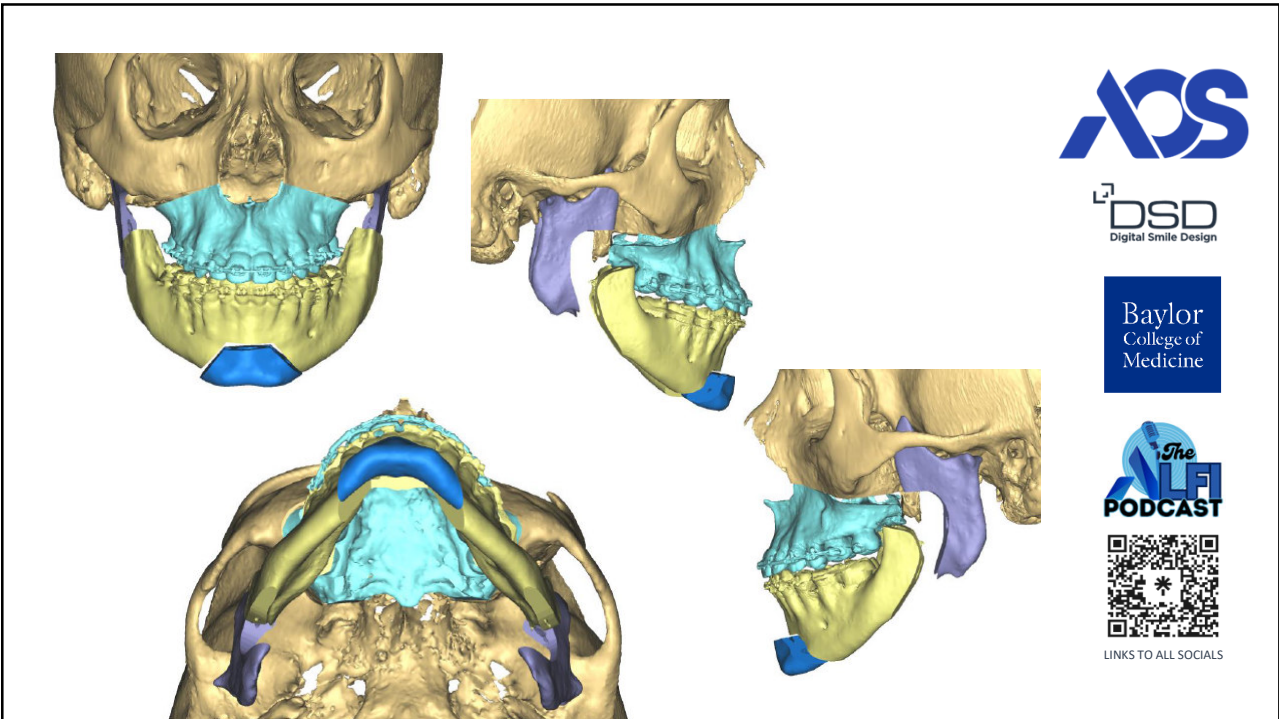 AOS
DSD
Digital Smile Design
Baylor
College of
Medicine
The
ALFI
PODCAST
LINKS TO ALL SOCIALS